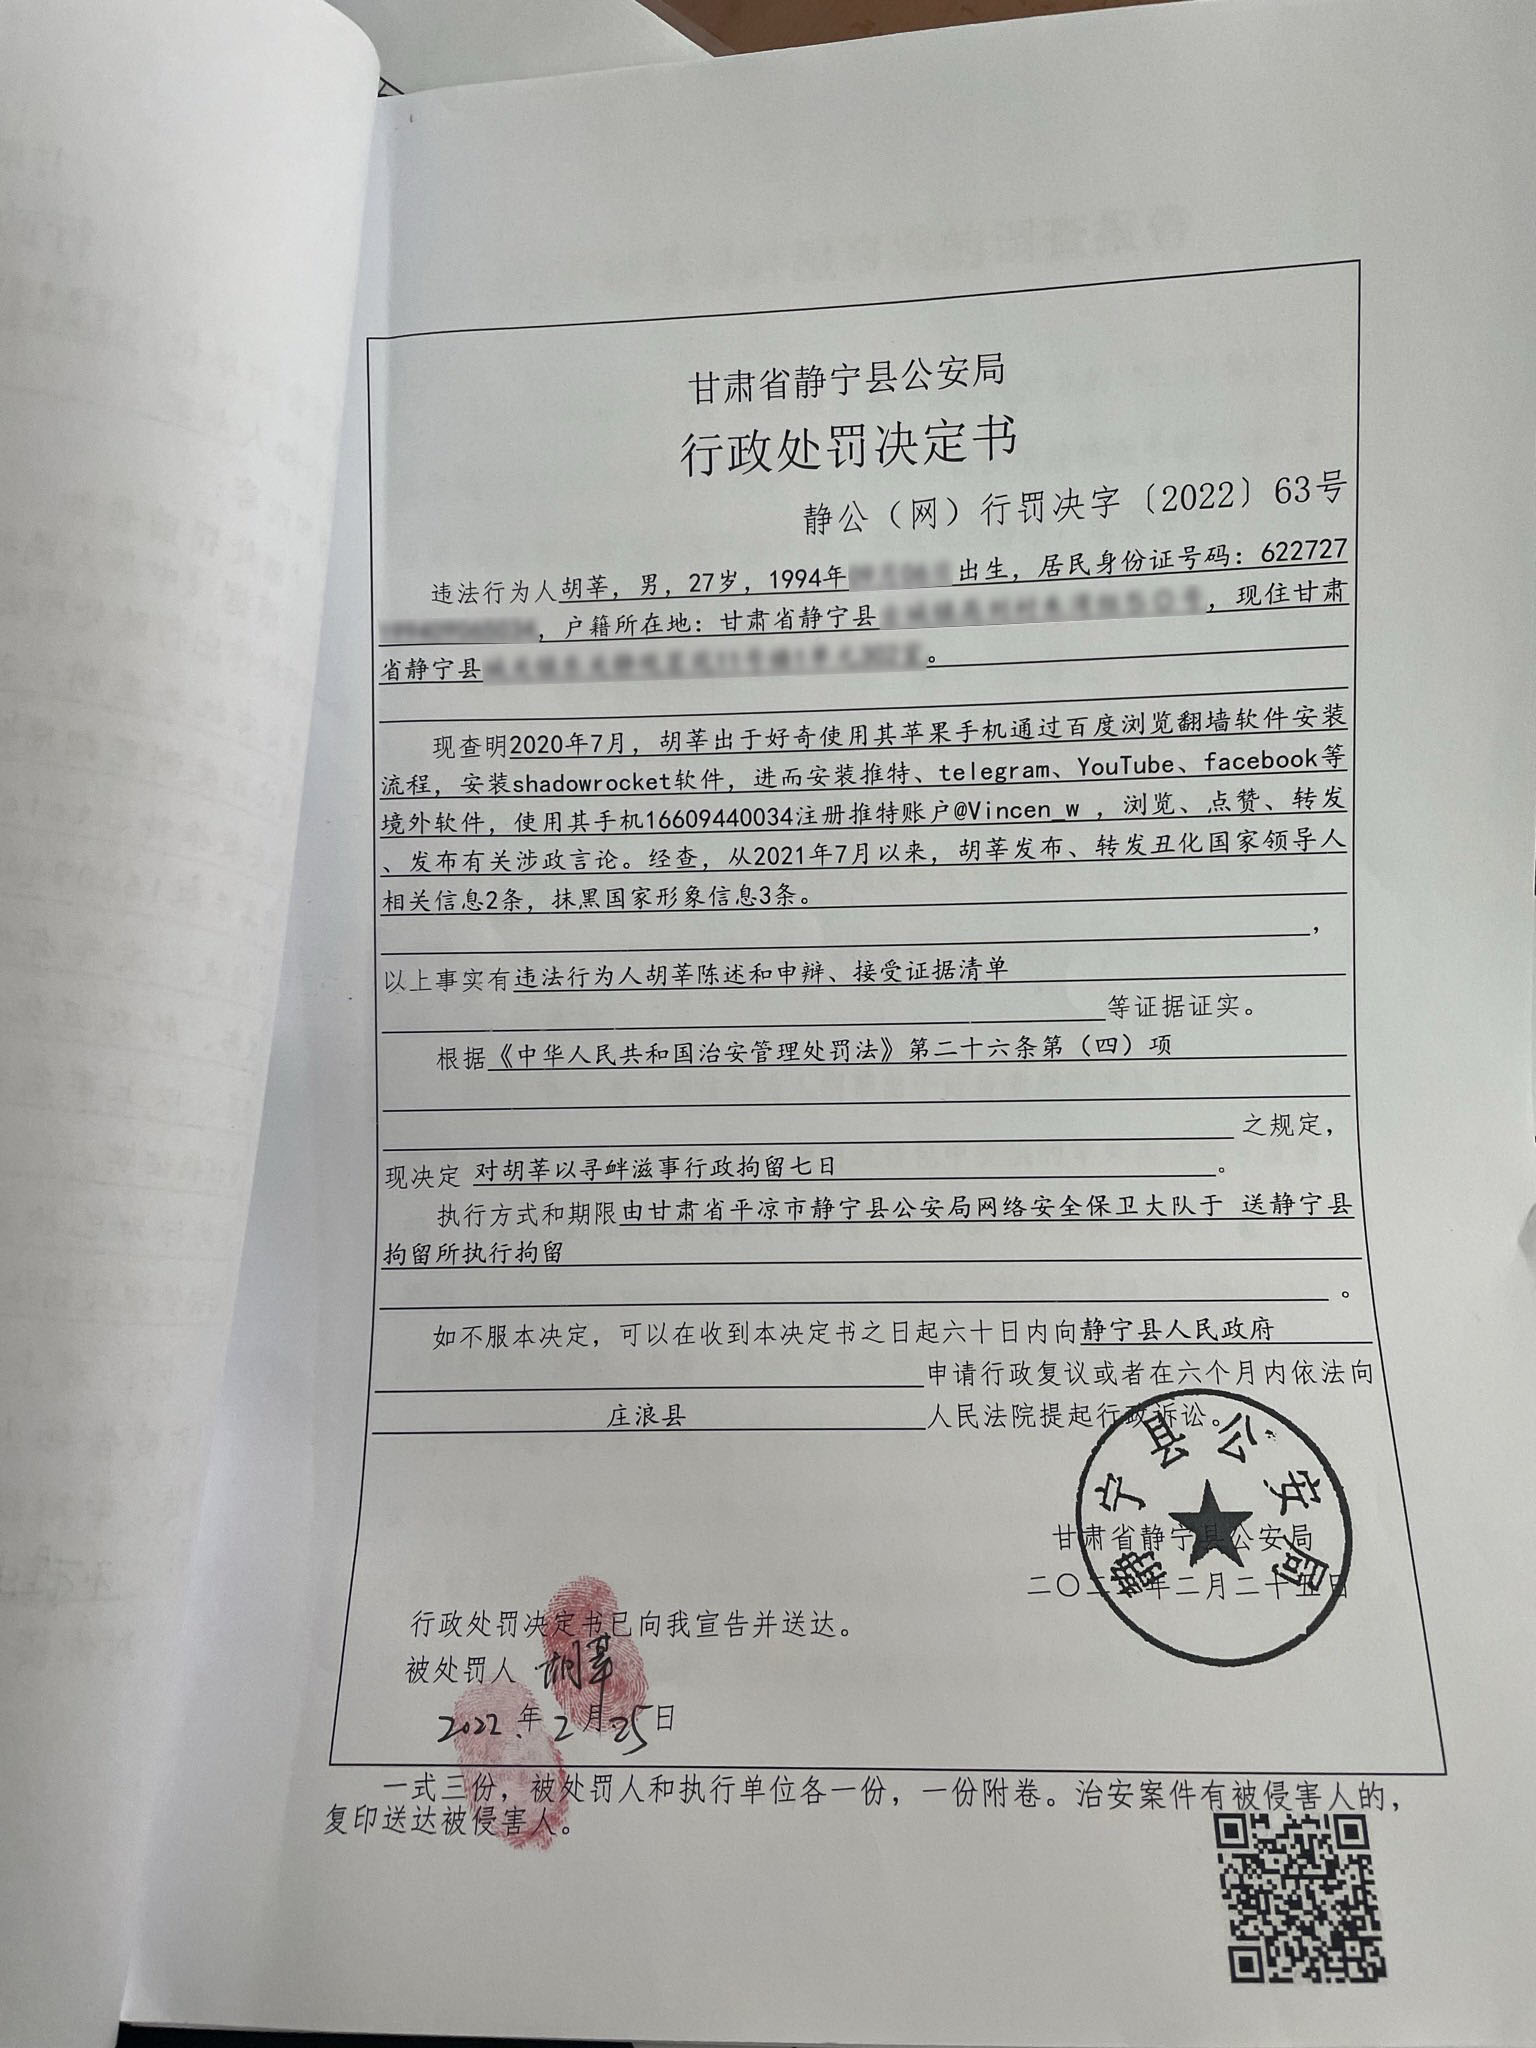 甘肃省静宁县公安局
行政处罚决定书
静公（网）行罚决字〔2022〕63号
违法行为人胡莘，男，27岁，1994年 出生，居民身份证号码：622727
，户籍所在地：甘肃省静宁县 ，现住甘肃
省静宁县 。
现查明2020年7月，胡莘出于好奇使用其苹果手机通过百度浏览翻墙软件安装
流程，安装shadowrocket软件，进而安装推特、telegram、YouTube、facebook等
境外软件，使用其手机16609440034注册推特账户@Vincen_w ，浏览、点赞、转发
、发布有关涉政言论。经查，从2021年7月以来，胡莘发布、转发丑化国家领导人
相关信息2条，抹黑国家形象信息3条。
，
以上事实有违法行为人胡莘陈述和申辩、接受证据清单
等证据证实。
根据《中华人民共和国治安管理处罚法》第二十六条第（四）项
之规定，
现决定 对胡莘以寻衅滋事行政拘留七日 。
执行方式和期限由甘肃省平凉市静宁县公安局网络安全保卫大队于 送静宁县
拘留所执行拘留
。
如不服本决定，可以在收到本决定书之日起六十日内向静宁县人民政府
申请行政复议或者在六个月内依法向
庄浪县 人民法院提起行政诉讼。
静宁县公安局
甘肃省静宁县公安局
二〇二二年二月二十五日
行政处罚决定书已向我宣告并送达。
被处罚人 胡莘
2022年2月25日
一式三份，被处罚人和执行单位各一份，一份附卷。治安案件有被侵害人的，
复印送达被侵害人。